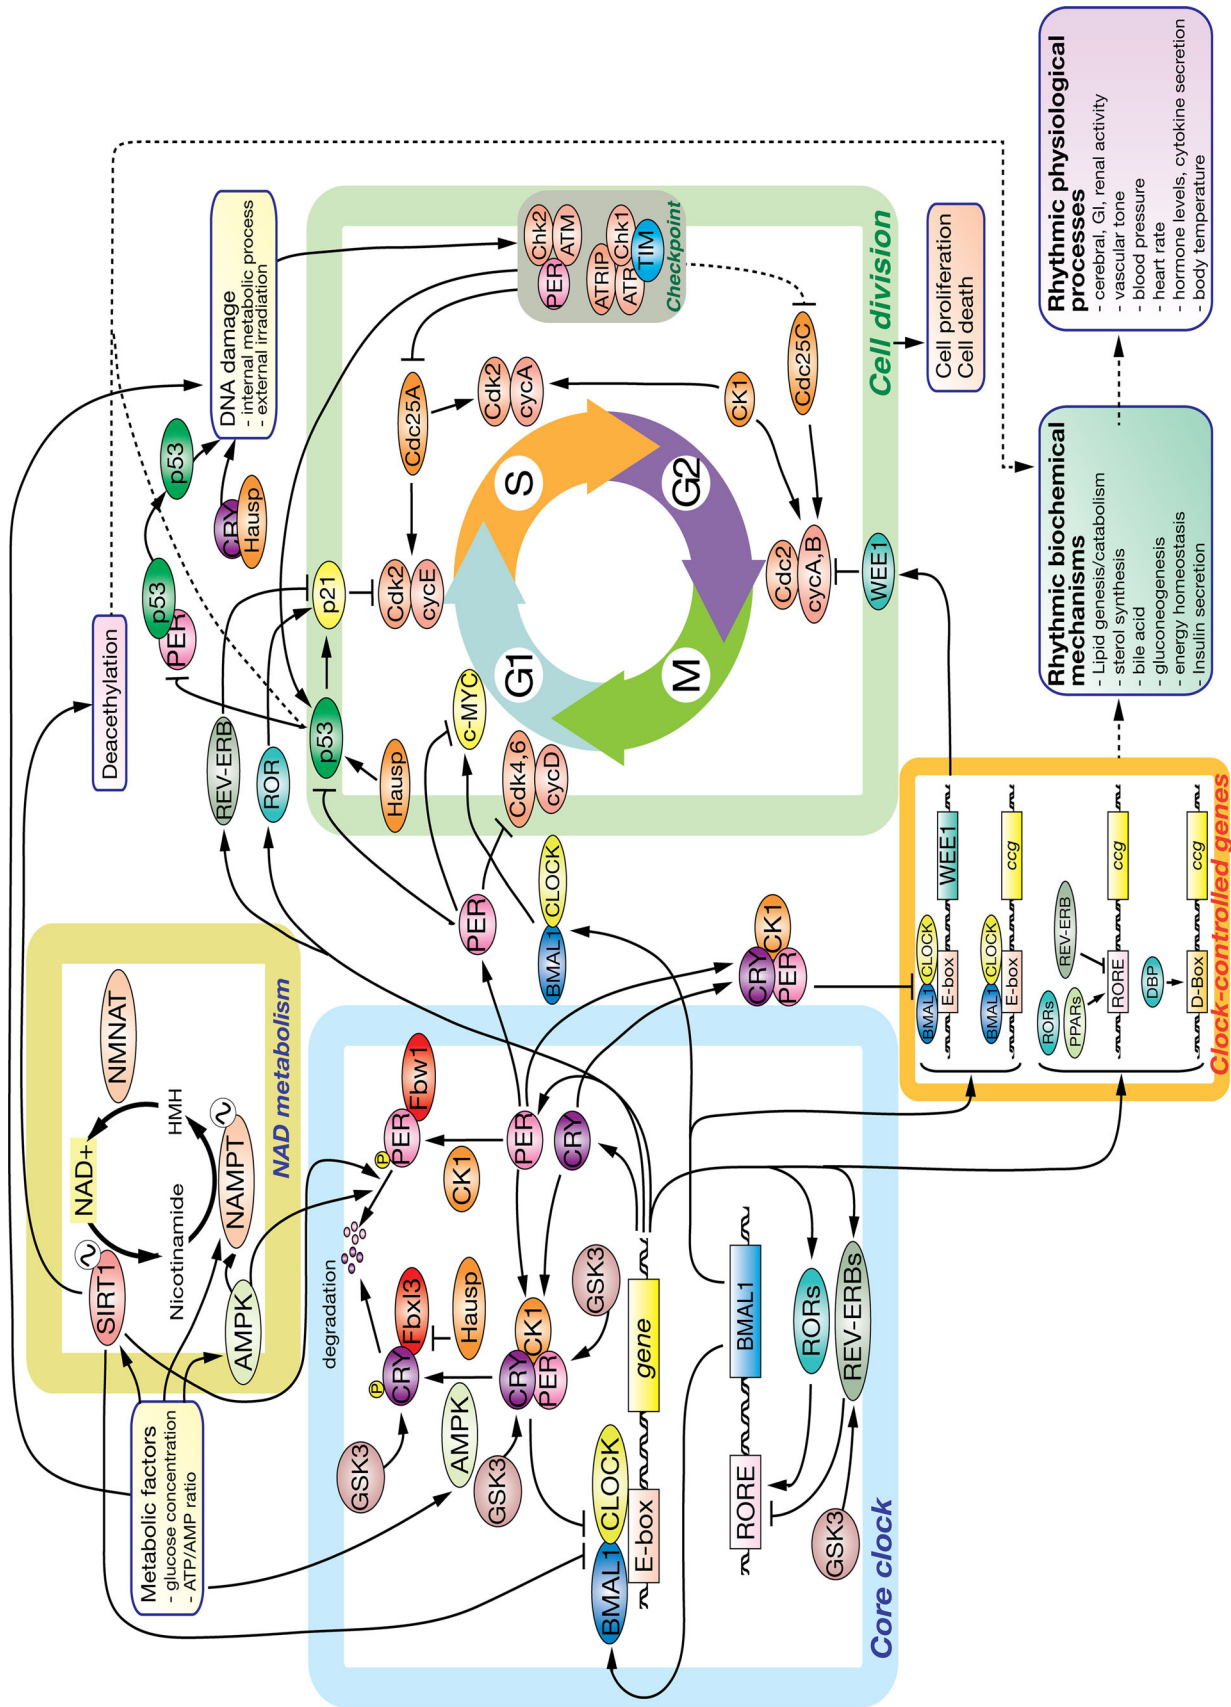 Metabolic factors
- glucose concentration
- ATP/AMP ratio
SIRT1
NAD+
NMNAT
Nicotinamide
HMH
AMPK
NAMPT
NAD metabolism
Deacethylation
REV-ERB
ROR
p53
PER
p53
CRY
Hausp
DNA damage
- internal metabolic process
- external irradiation
GSK3
P
CRY
Fbxl3
Hausp
degradation
P
PER
Fbw1
CK1
AMPK
GSK3
CRY
CK1
PER
GSK3
PER
CRY
BMAL1
CLOCK
E-box
gene
RORE
BMAL1
RORs
REV-ERBs
GSK3
Core clock
PER
BMAL1
CLOCK
CRY
CK1
PER
Hausp
p53
p21
c-MYC
Cdk4,6
cycD
Cdk2
cycE
Cdc25A
Cdk2
cycA
G1
S
G2
M
Cdc2
cycA,B
WEE1
CK1
Cdc25C
PER
Chk2
ATM
ATRIP
ATR
Chk1
TIM
Checkpoint
Cell division
Cell proliferation
Cell death
BMAL1
CLOCK
E-box
WEE1
BMAL1
CLOCK
E-box
ccg
RORs
PPARs
REV-ERB
RORE
ccg
DBP
D-Box
ccg
Clock-controlled genes
Rhythmic biochemical
mechanisms
- Lipid genesis/catabolism
- sterol synthesis
- bile acid
- gluconeogenesis
- energy homeostasis
- Insulin secretion
Rhythmic physiological
processes
- cerebral, GI, renal activity
- vascular tone
- blood pressure
- heart rate
- hormone levels, cytokine secretion
- body temperature